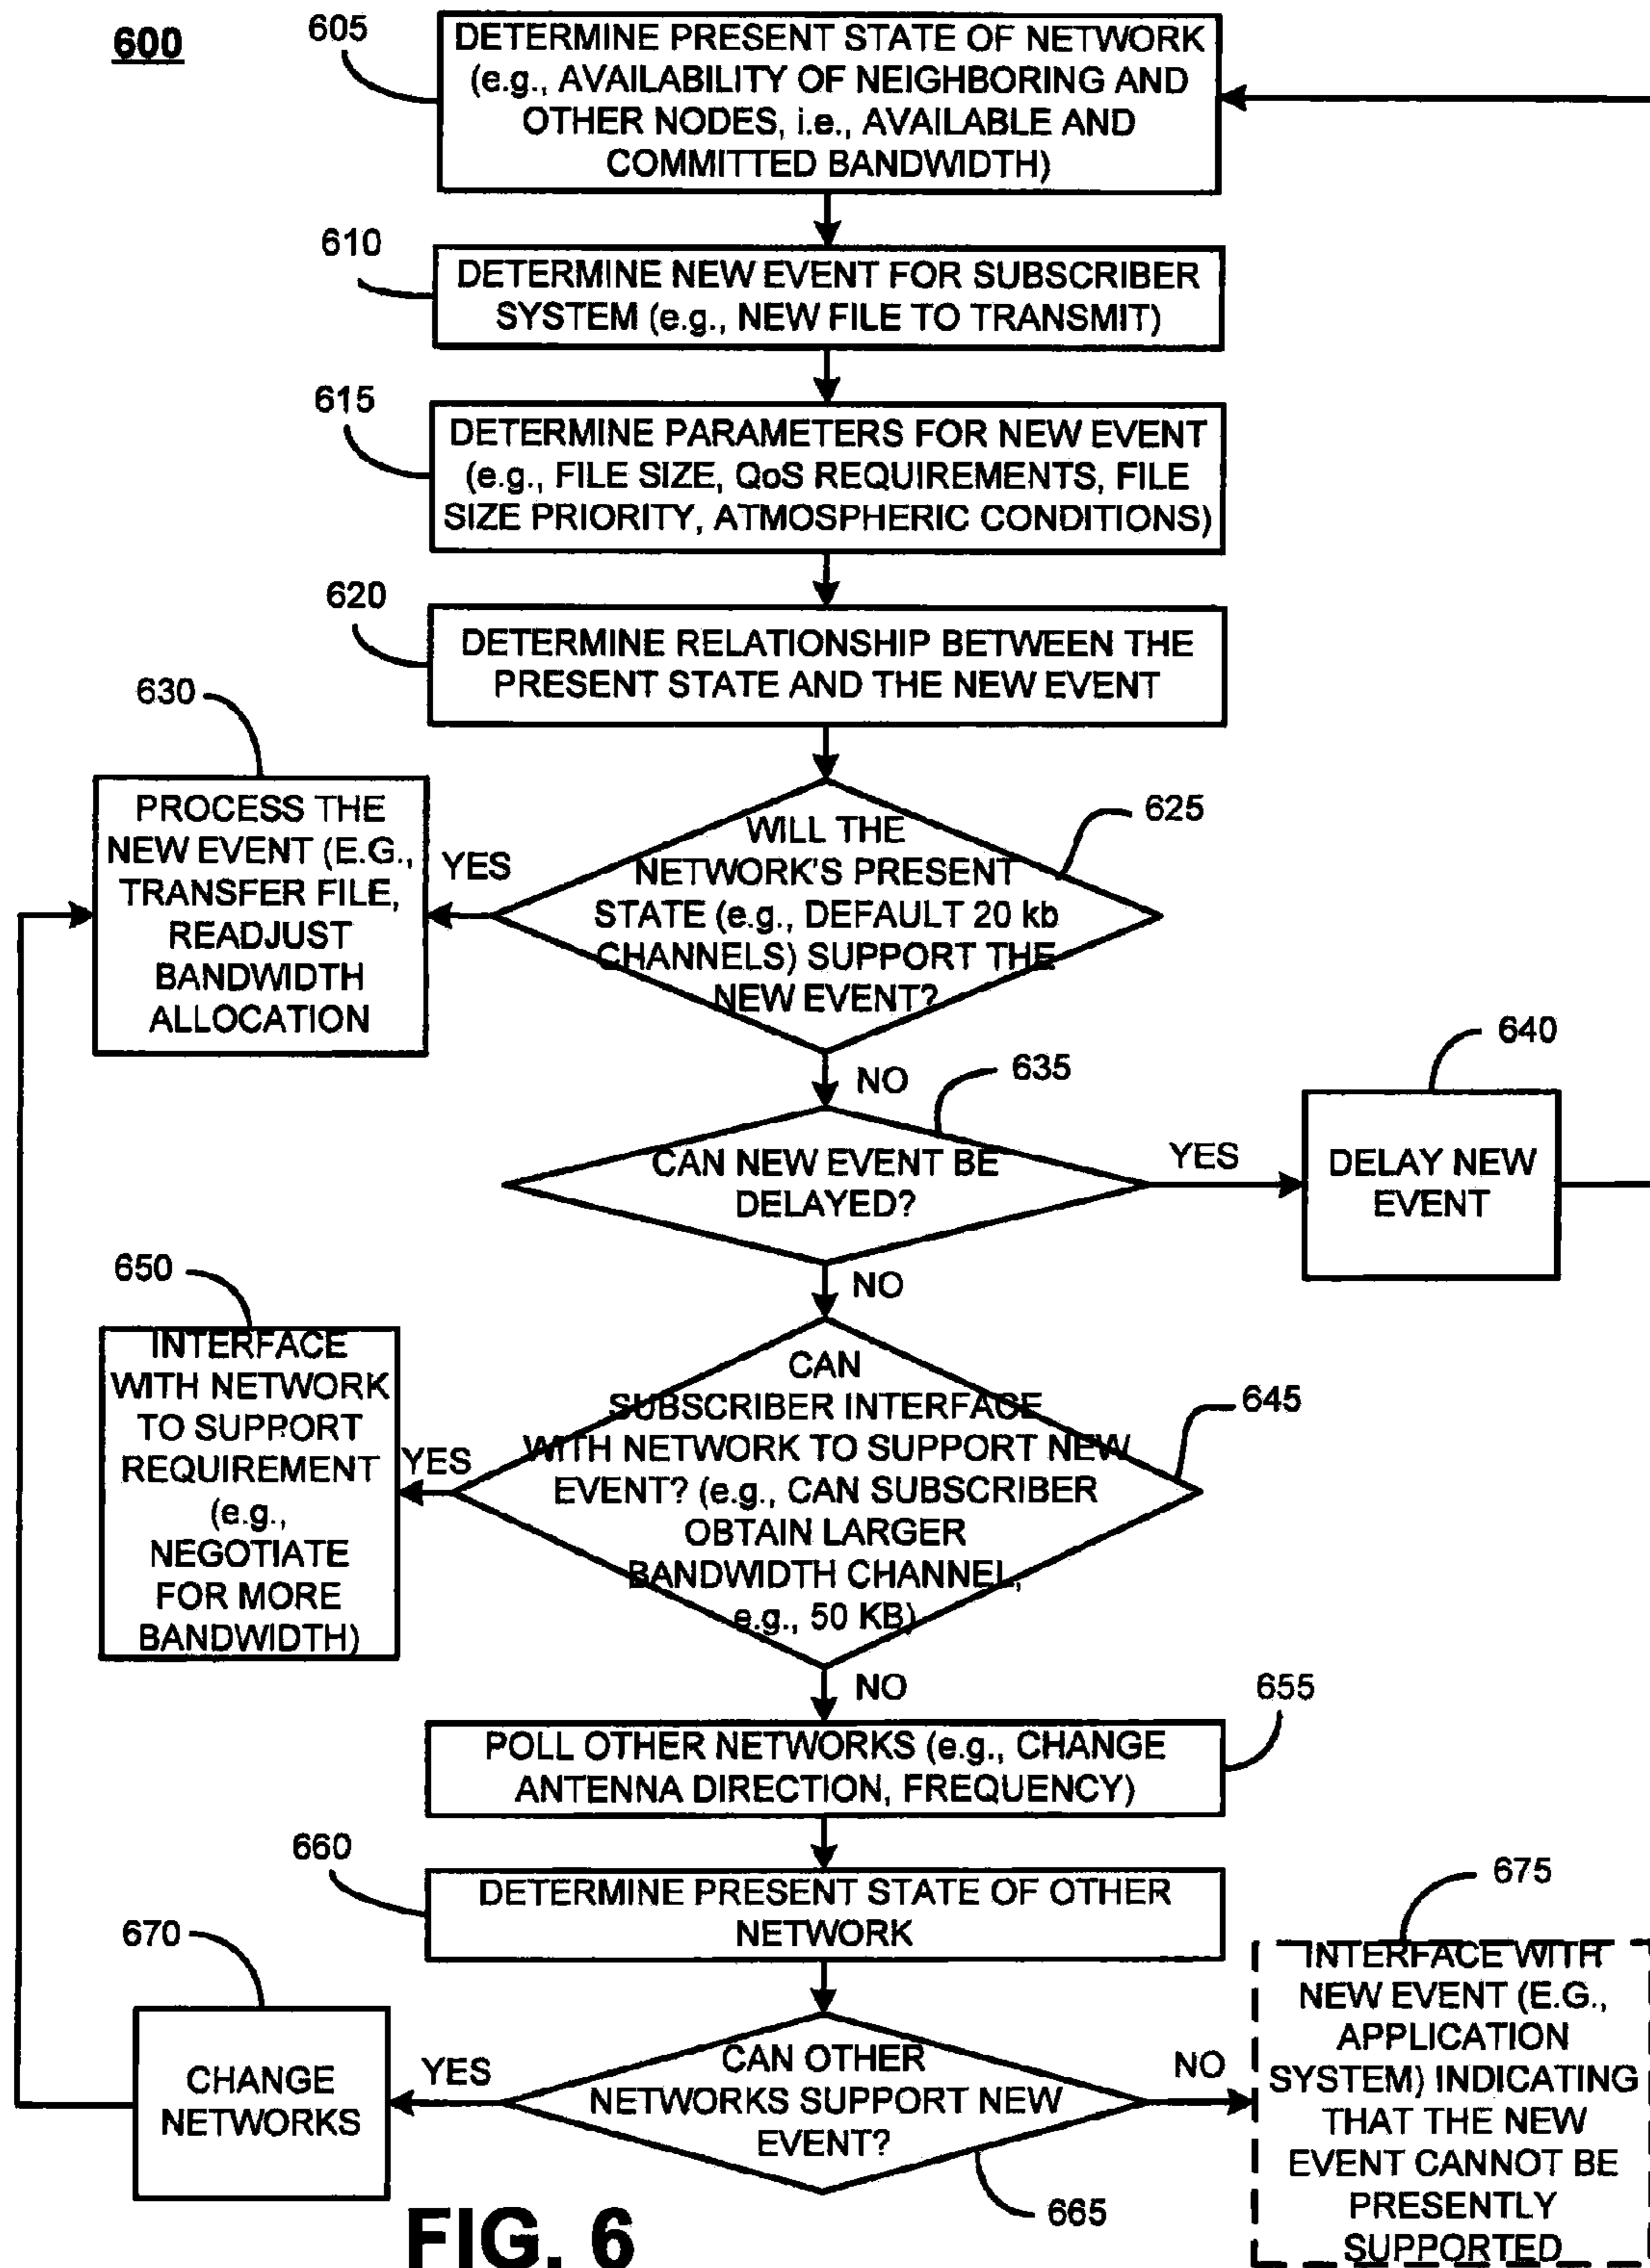 600
605
DETERMINE PRESENT STATE OF NETWORK
(e.g., AVAILABILITY OF NEIGHBORING AND
OTHER NODES, i.e., AVAILABLE AND
COMMITTED BANDWIDTH)
610
DETERMINE NEW EVENT FOR SUBSCRIBER
SYSTEM (e.g., NEW FILE TO TRANSMIT)
615
DETERMINE PARAMETERS FOR NEW EVENT
(e.g., FILE SIZE, QoS REQUIREMENTS, FILE
SIZE PRIORITY, ATMOSPHERIC CONDITIONS)
620
DETERMINE RELATIONSHIP BETWEEN THE
PRESENT STATE AND THE NEW EVENT
625
WILL THE
NETWORK'S PRESENT
STATE (e.g., DEFAULT 20 kb
CHANNELS) SUPPORT THE
NEW EVENT?
YES
630
PROCESS THE
NEW EVENT (E.G.,
TRANSFER FILE,
READJUST
BANDWIDTH
ALLOCATION
NO
635
CAN NEW EVENT BE
DELAYED?
YES
640
DELAY NEW
EVENT
NO
645
CAN
SUBSCRIBER INTERFACE
WITH NETWORK TO SUPPORT NEW
EVENT? (e.g., CAN SUBSCRIBER
OBTAIN LARGER
BANDWIDTH CHANNEL,
e.g., 50 KB)
YES
650
INTERFACE
WITH NETWORK
TO SUPPORT
REQUIREMENT
(e.g.,
NEGOTIATE
FOR MORE
BANDWIDTH)
NO
655
POLL OTHER NETWORKS (e.g., CHANGE
ANTENNA DIRECTION, FREQUENCY)
660
DETERMINE PRESENT STATE OF OTHER
NETWORK
665
CAN OTHER
NETWORKS SUPPORT NEW
EVENT?
YES
670
CHANGE
NETWORKS
NO
675
INTERFACE WITH
NEW EVENT (E.G.,
APPLICATION
SYSTEM) INDICATING
THAT THE NEW
EVENT CANNOT BE
PRESENTLY
SUPPORTED
FIG. 6